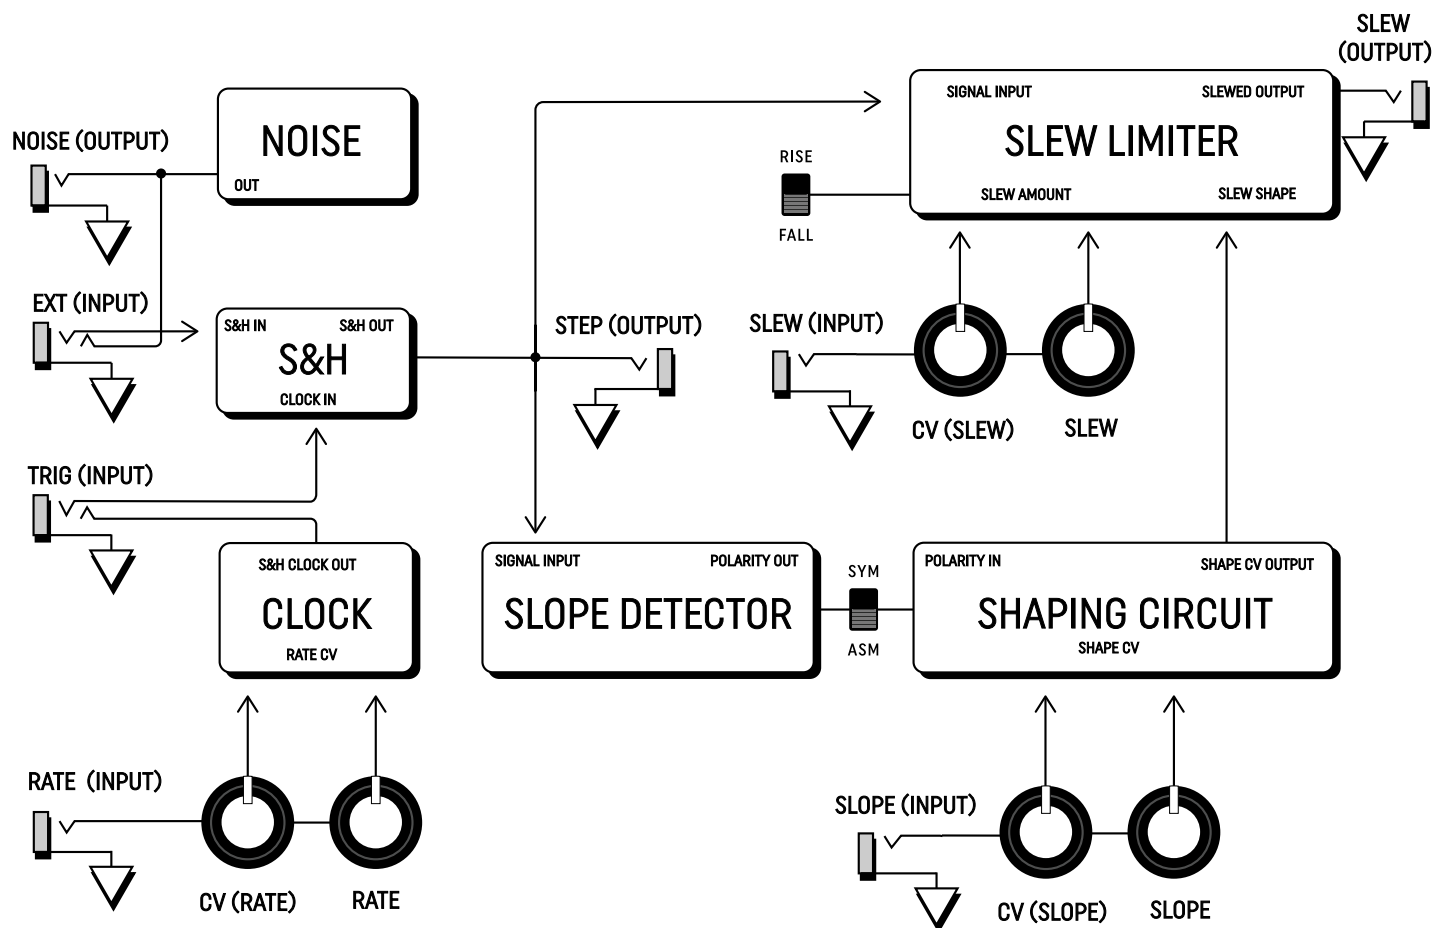 SLEW
(OUTPUT)
SIGNAL INPUT
SLEWED OUTPUT
SLEW LIMITER
SLEW AMOUNT
SLEW SHAPE
NOISE (OUTPUT)
NOISE
OUT
RISE
FALL
EXT (INPUT)
S&H IN
S&H OUT
S&H
CLOCK IN
STEP (OUTPUT)
SLEW (INPUT)
CV (SLEW)
SLEW
TRIG (INPUT)
S&H CLOCK OUT
CLOCK
RATE CV
SIGNAL INPUT
POLARITY OUT
SLOPE DETECTOR
SYM
ASM
POLARITY IN
SHAPE CV OUTPUT
SHAPING CIRCUIT
SHAPE CV
RATE (INPUT)
CV (RATE)
RATE
SLOPE (INPUT)
CV (SLOPE)
SLOPE